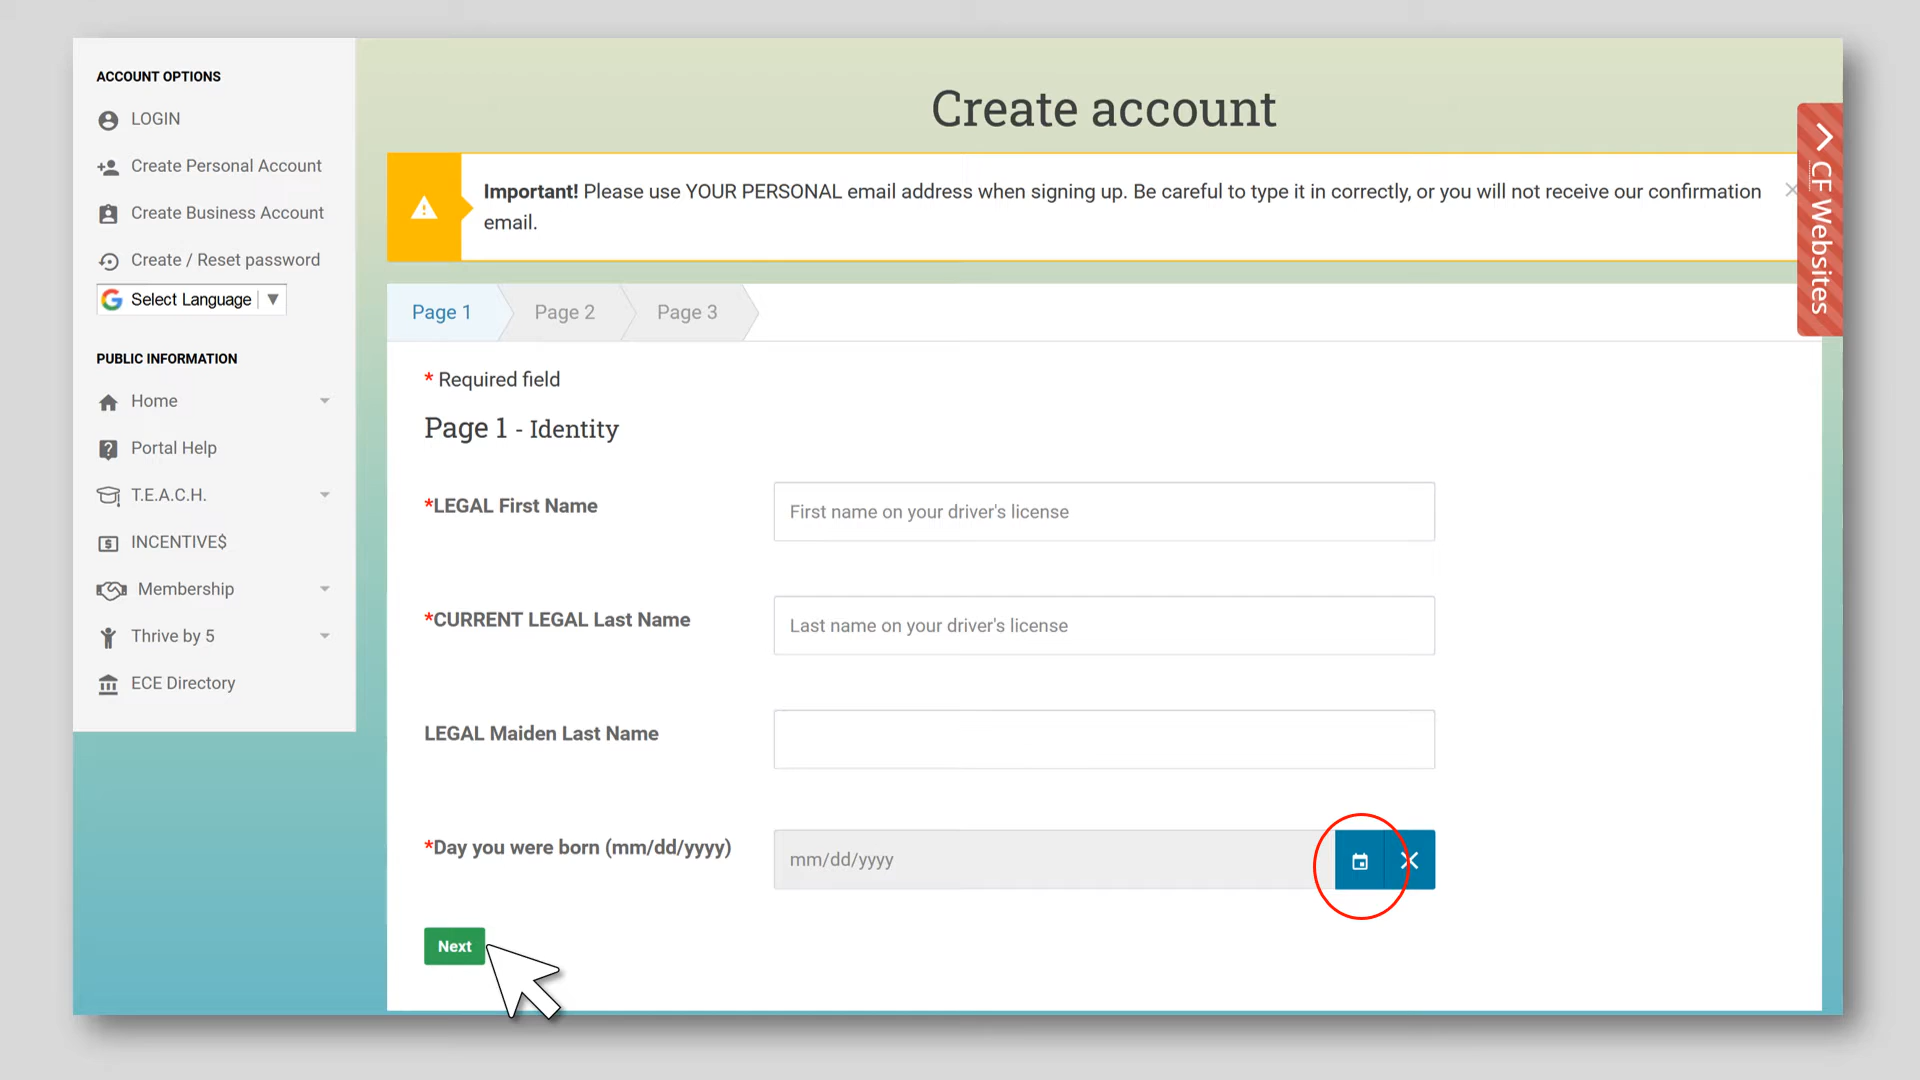 ACCOUNT OPTIONS
LOGIN
Create Personal Account
Create Business Account
Create / Reset password
Select Language
PUBLIC INFORMATION
Home
Portal Help
T.E.A.C.H.
INCENTIVE$
Membership
Thrive by 5
ECE Directory
Create account
Important! Please use YOUR PERSONAL email address when signing up. Be careful to type it in correctly, or you will not receive our confirmation
email.
CF Websites
Page 1 Page 2 Page 3
* Required field
Page 1 - Identity
*LEGAL First Name
First name on your driver's license
*CURRENT LEGAL Last Name
Last name on your driver's license
LEGAL Maiden Last Name
*Day you were born (mm/dd/yyyy)
mm/dd/yyyy
Next